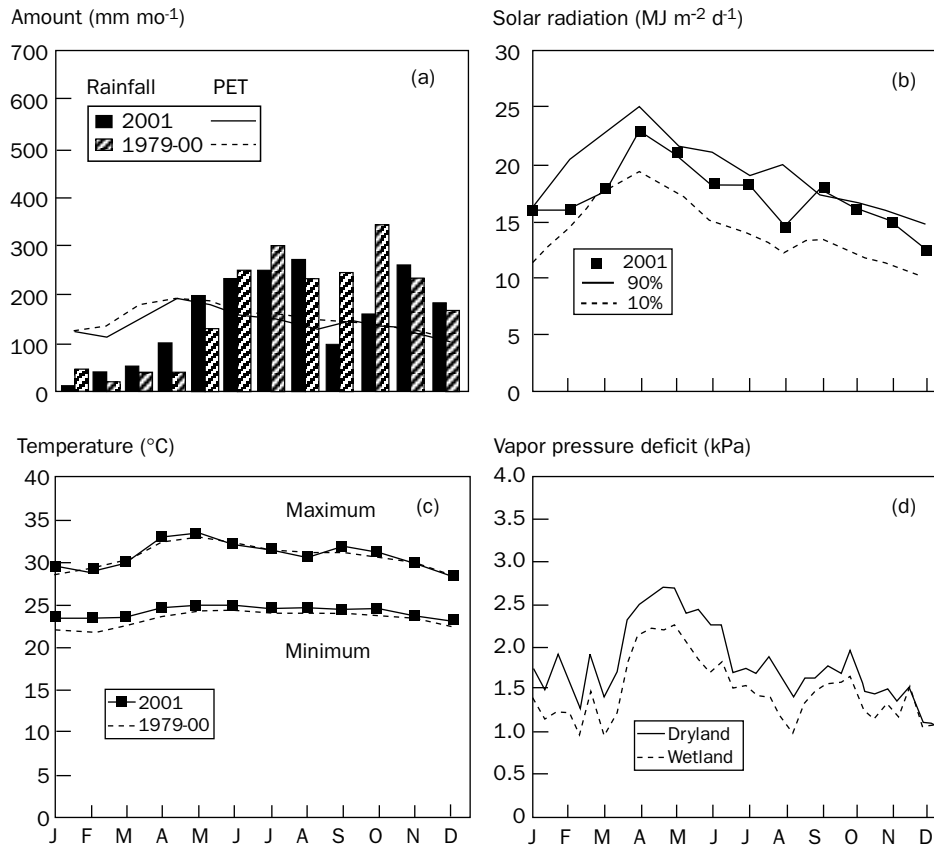 Amount (mm mo-1)
700
600
500
400
300
200
100
0
(a)
Rainfall PET
2001
1979-00
Solar radiation (MJ m-2 d-1)
30
25
20
15
10
5
0
(b)
2001
90%
10%
Temperature (°C)
40
35
30
25
20
15
10
5
0
(c)
Maximum
Minimum
2001
1979-00
J F M A M J J A S O N D
Vapor pressure deficit (kPa)
4.0
3.5
3.0
2.5
2.0
1.5
1.0
0.5
0
(d)
Dryland
Wetland
J F M A M J J A S O N D